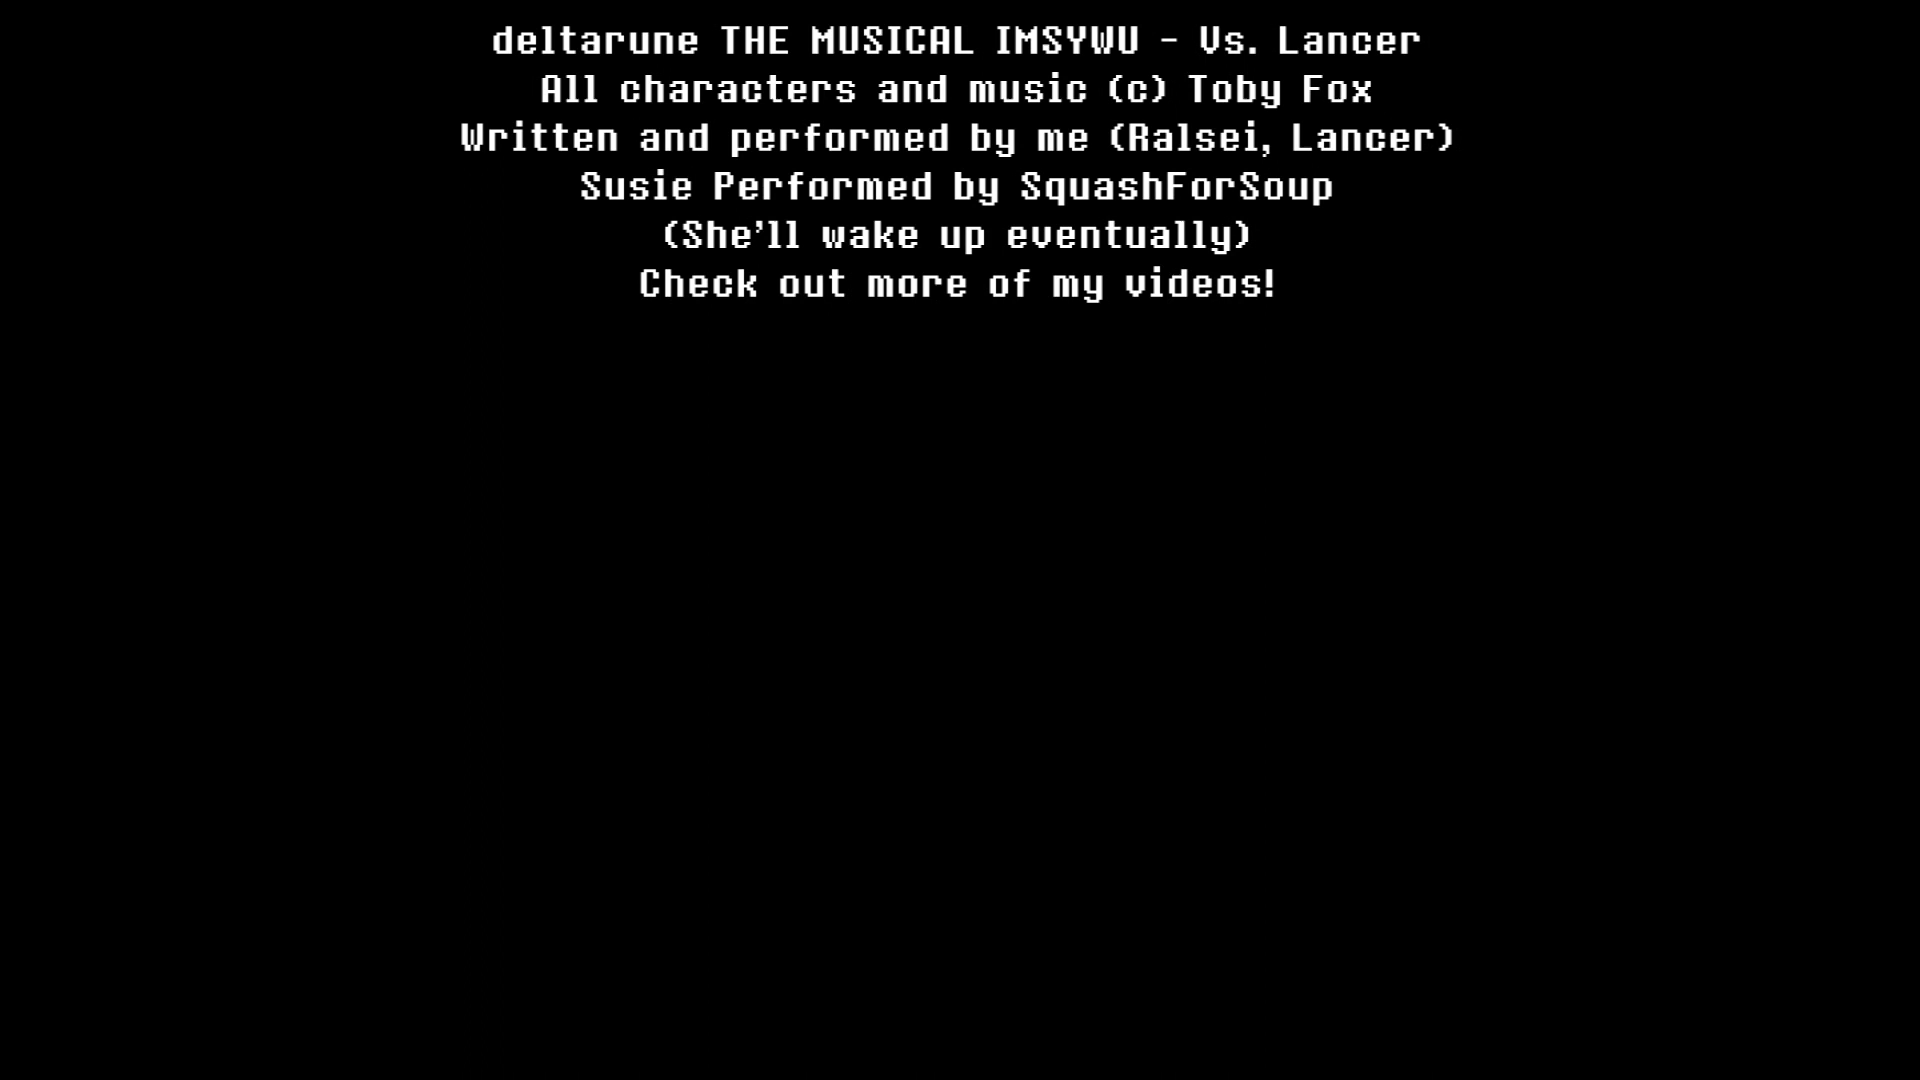 deltarune THE MUSICAL IMSYWU - Vs. Lancer
All characters and music (c) Toby Fox
Written and performed by me (Ralsei, Lancer)
Susie Performed by SquashForSoup
(She'll wake up eventually)
Check out more of my videos!